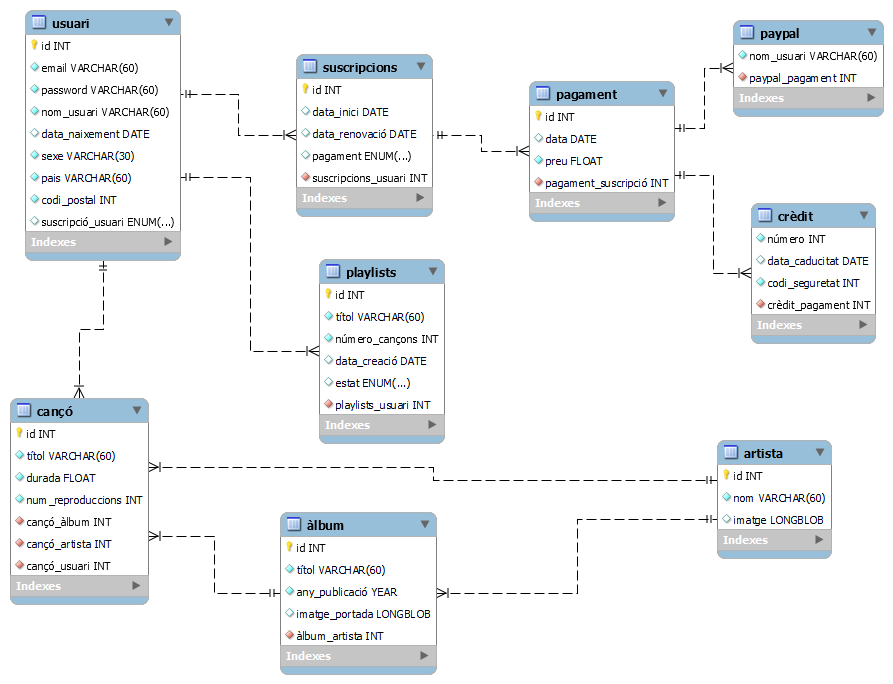 usuari
id INT
email VARCHAR(60)
password VARCHAR(60)
nom_usuari VARCHAR(60)
data_naixement DATE
sexe VARCHAR(30)
pais VARCHAR(60)
codi_postal INT
suscripció_usuari ENUM(...)
Indexes
suscripcions
id INT
data_inici DATE
data_renovació DATE
pagament ENUM(...)
suscripcions_usuari INT
Indexes
pagament
id INT
data DATE
preu FLOAT
pagament_suscripció INT
Indexes
paypal
nom_usuari VARCHAR(60)
paypal_pagament INT
Indexes
crèdit
número INT
data_caducitat DATE
codi_seguretat INT
crèdit_pagament INT
Indexes
playlists
id INT
títol VARCHAR(60)
número_cançons INT
data_creació DATE
estat ENUM(...)
playlists_usuari INT
Indexes
cançó
id INT
títol VARCHAR(60)
durada FLOAT
num_reproduccions INT
cançó_àlbum INT
cançó_artista INT
cançó_usuari INT
Indexes
àlbum
id INT
títol VARCHAR(60)
any_publicació YEAR
imatge_portada LONGBLOB
àlbum_artista INT
Indexes
artista
id INT
nom VARCHAR(60)
imatge LONGBLOB
Indexes